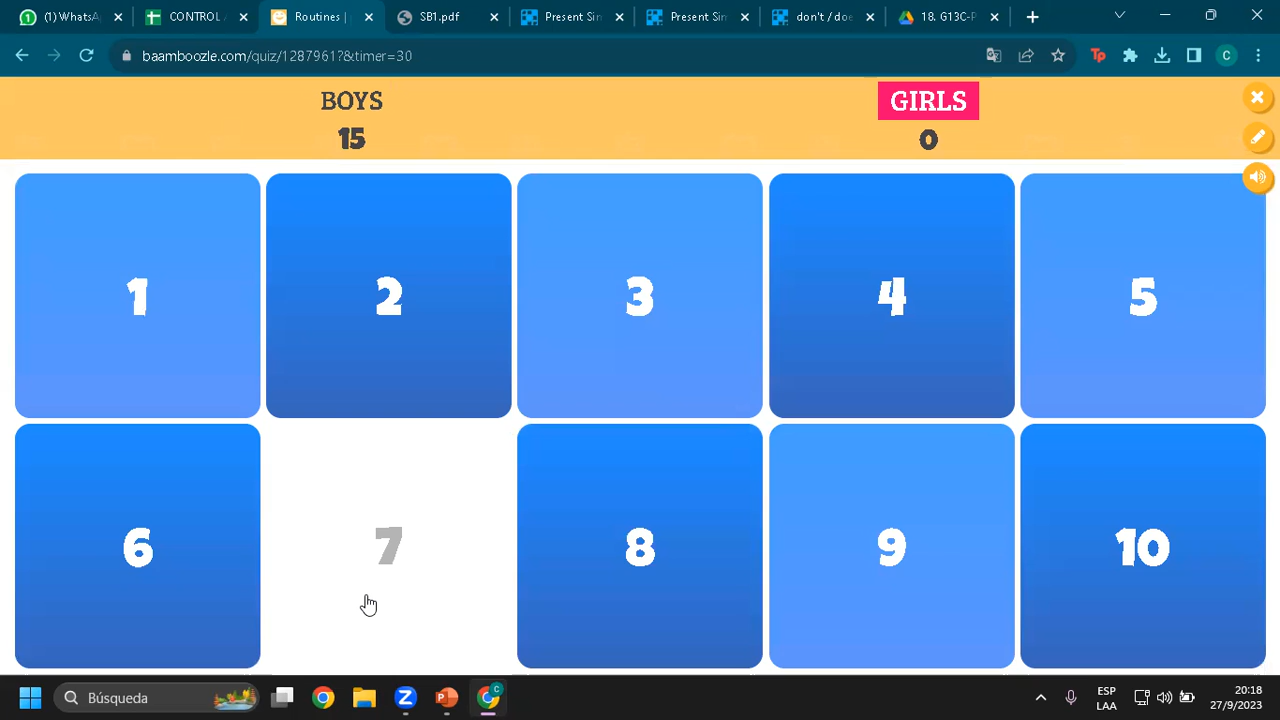 (1) WhatsA
CONTROL A
Routines |
SB1.pdf
Present Sin
Present Sin
don't / doe
18. G13C-P
baamboozle.com/quiz/1287961?&timer=30
BOYS
15
GIRLS
0
1
2
3
4
5
6
7
8
9
10
Búsqueda
ESP
LAA
20:18
27/9/2023